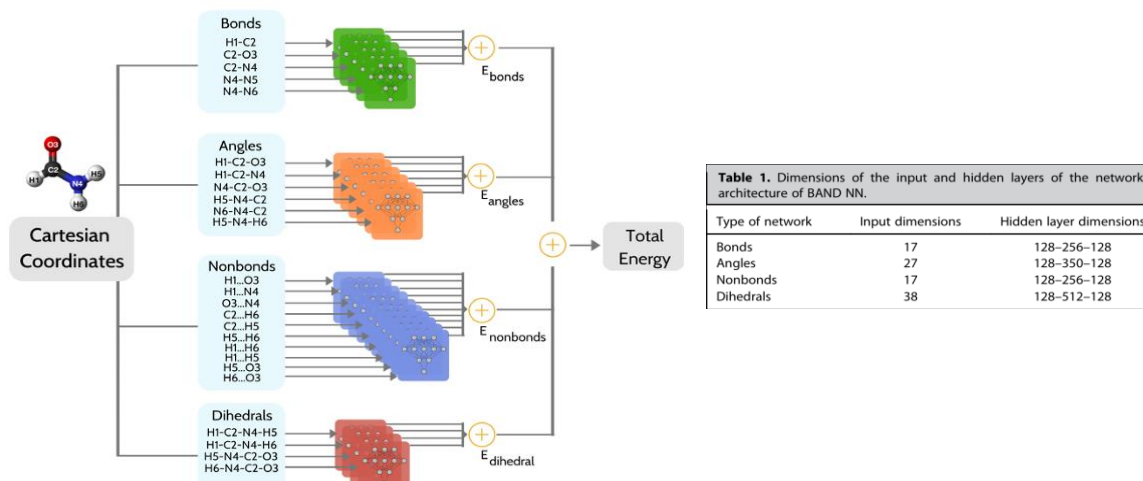 Bonds
H1-C2
C2-O3
C2-N4
N4-N5
N4-N6
E bonds
O3
C2
H1
N4
H5
H6
Cartesian
Coordinates
Angles
H1-C2-O3
H1-C2-N4
N4-C2-O3
H5-N4-C2
N6-N4-C2
H5-N4-H6
E angles
Nonbonds
H1...O3
H1...N4
O3...N4
C2...H6
C2...H5
H5...H6
H1...H6
H1...H5
H5...O3
H6...O3
E nonbonds
Dihedrals
H1-C2-N4-H5
H1-C2-N4-H6
H5-N4-C2-O3
H6-N4-C2-O3
E dihedral
Total
Energy
Table 1. Dimensions of the input and hidden layers of the network
architecture of BAND NN.
Type of network Input dimensions Hidden layer dimensions
Bonds 17 128–256–128
Angles 27 128–350–128
Nonbonds 17 128–256–128
Dihedrals 38 128–512–128